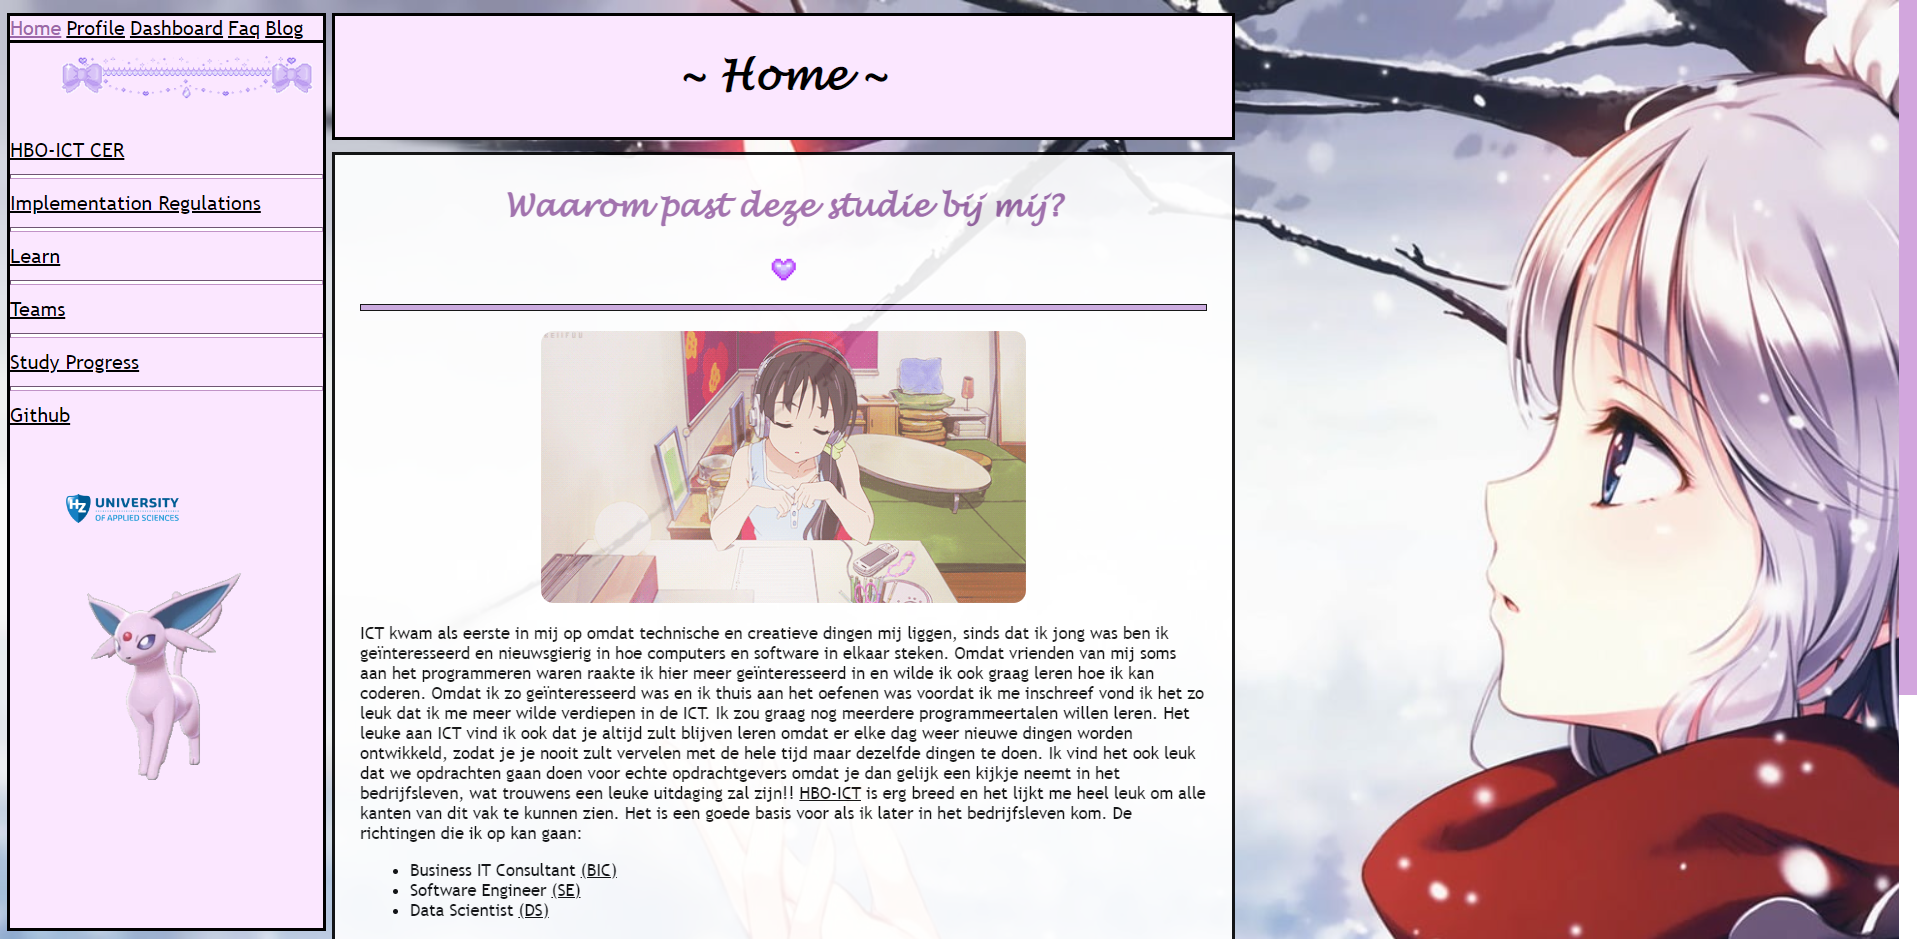 Home Profile Dashboard Faq Blog
HBO-ICT CER
Implementation Regulations
Learn
Teams
Study Progress
Github
HZ UNIVERSITY
OF APPLIED SCIENCES
~ Home ~
Waarom past deze studie bij mij?
ICT kwam als eerste in mij op omdat technische en creatieve dingen mij liggen, sinds dat ik jong was ben ik
geïnteresseerd en nieuwsgierig in hoe computers en software in elkaar steken. Omdat vrienden van mij soms
aan het programmeren waren raakte ik hier meer geïnteresseerd in en wilde ik ook graag leren hoe ik kan
coderen. Omdat ik zo geïnteresseerd was en ik thuis aan het oefenen was voordat ik me inschreef vond ik het zo
leuk dat ik me meer wilde verdiepen in de ICT. Ik zou graag nog meerdere programmeertalen willen leren. Het
leuke aan ICT vind ik ook dat je altijd zult blijven leren omdat er elke dag weer nieuwe dingen worden
ontwikkeld, zodat je je nooit zult vervelen met de hele tijd maar dezelfde dingen te doen. Ik vind het ook leuk
dat we opdrachten gaan doen voor echte opdrachtgevers omdat je dan gelijk een kijkje neemt in het
bedrijfsleven, wat trouwens een leuke uitdaging zal zijn!! HBO-ICT is erg breed en het lijkt me heel leuk om alle
kanten van dit vak te kunnen zien. Het is een goede basis voor als ik later in het bedrijfsleven kom. De
richtingen die ik op kan gaan:
• Business IT Consultant (BIC)
• Software Engineer (SE)
• Data Scientist (DS)